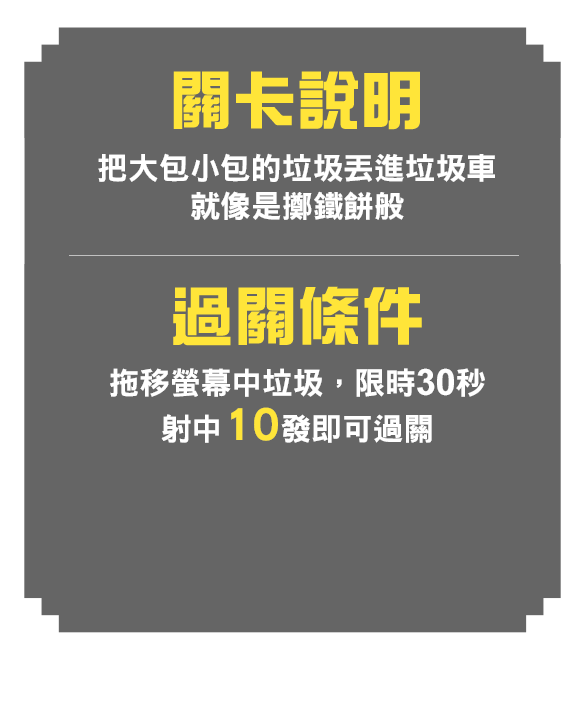 關卡說明
把大包小包的垃圾丟進垃圾車
就像是擲鐵餅般
過關條件
拖移螢幕中垃圾，限時30秒
射中10發即可過關